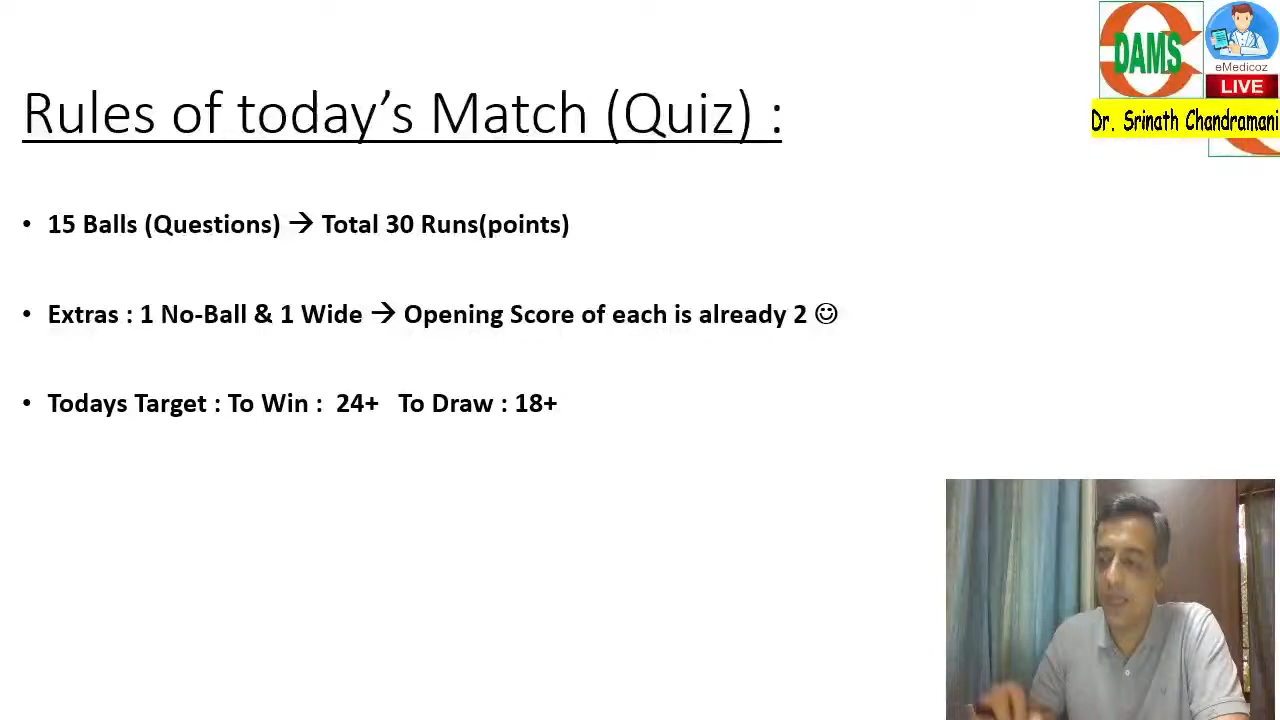 DAMS
eMedicoz
LIVE
Dr. Srinath Chandramani
Rules of today's Match (Quiz) :
• 15 Balls (Questions) → Total 30 Runs(points)
• Extras : 1 No-Ball & 1 Wide → Opening Score of each is already 2 ☺
• Todays Target : To Win : 24+ To Draw : 18+